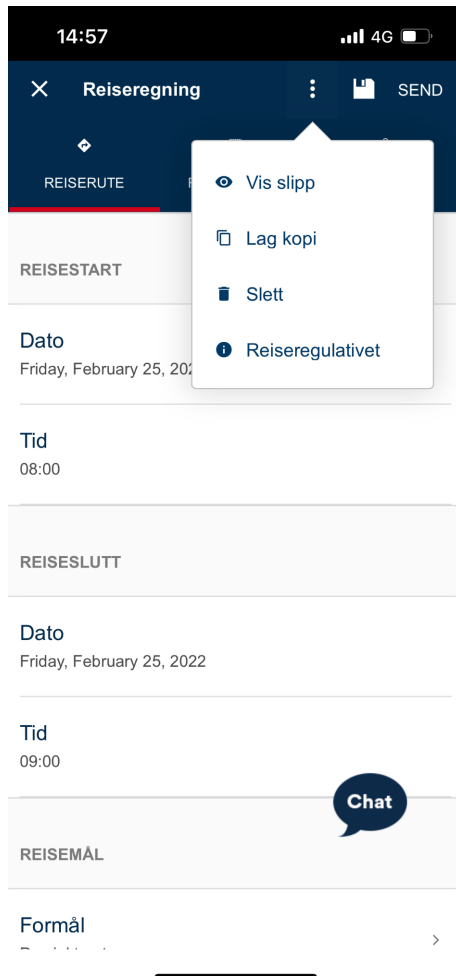 14:57
4G
Reiseregning
SEND
REISERUTE
Vis slipp
Lag kopi
Slett
Reiseregulativet
REISESTART
Dato
Friday, February 25, 202
Tid
08:00
REISESLUTT
Dato
Friday, February 25, 2022
Tid
09:00
Chat
REISEMÅL
Formål